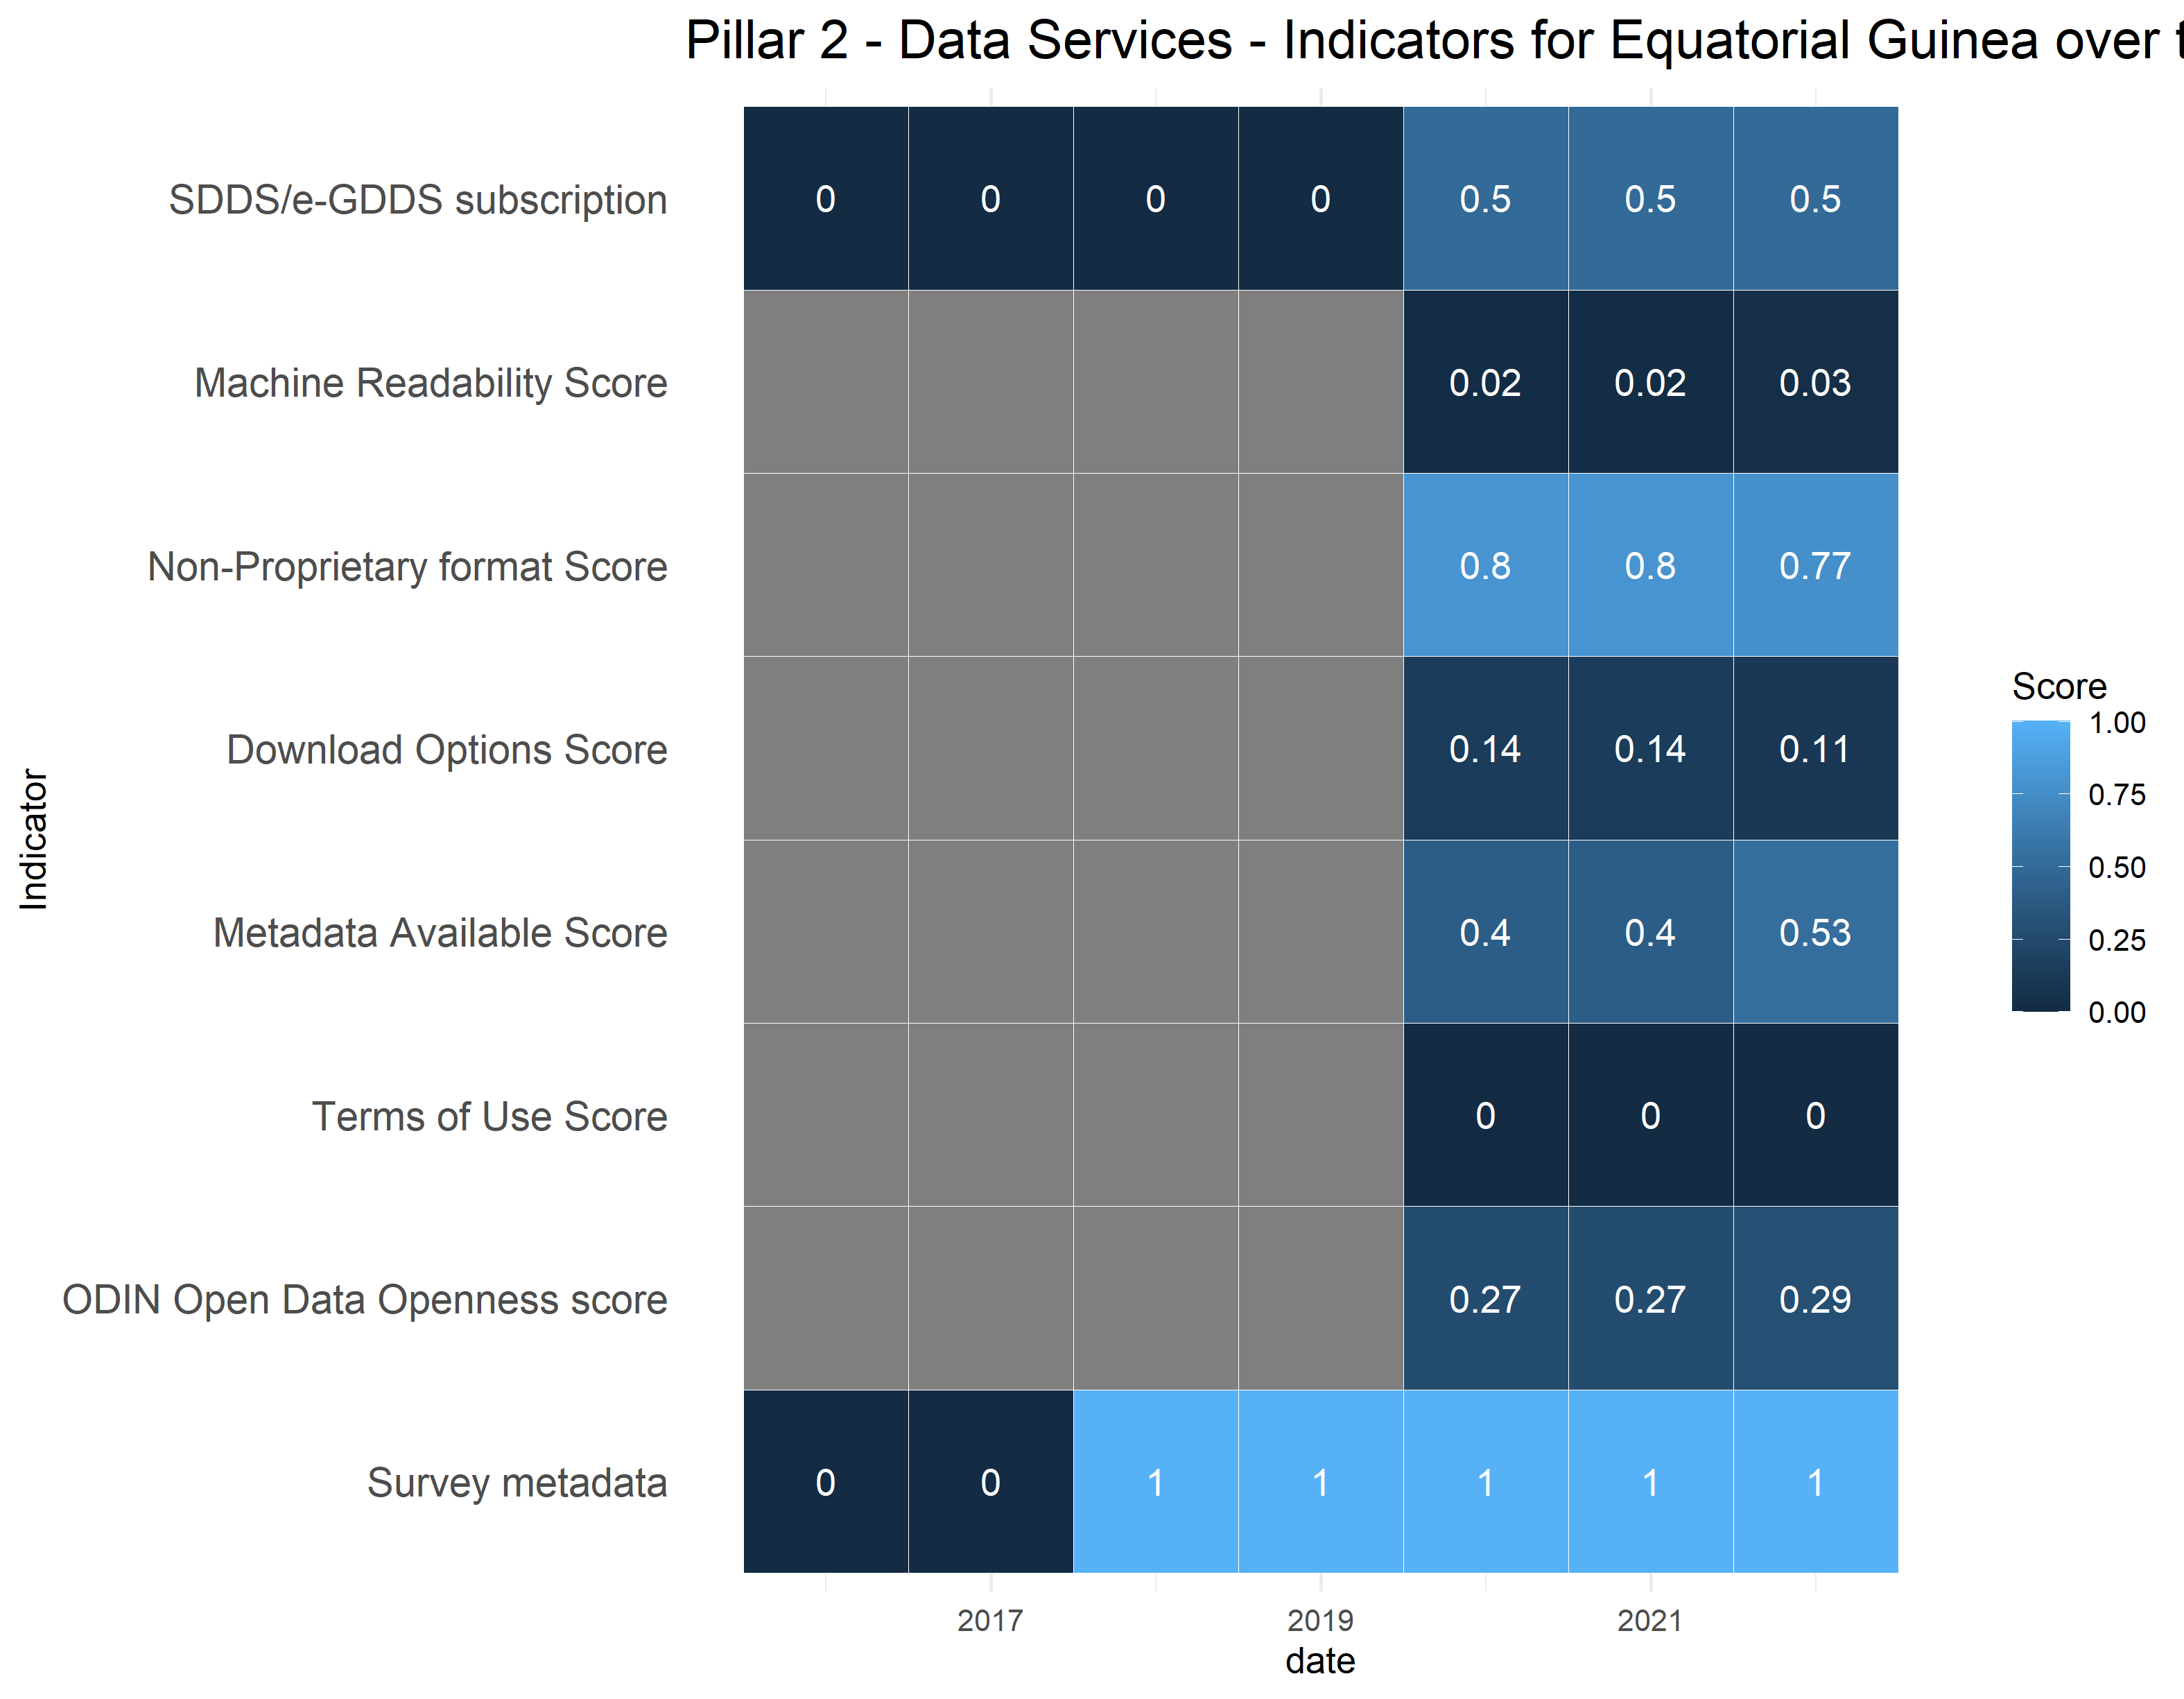 Pillar 2 - Data Services - Indicators for Equatorial Guinea over t
SDDS/e-GDDS subscription 0 0 0 0 0.5 0.5 0.5
Machine Readability Score 0.02 0.02 0.03
Non-Proprietary format Score 0.8 0.8 0.77
Download Options Score 0.14 0.14 0.11
Metadata Available Score 0.4 0.4 0.53
Terms of Use Score 0 0 0
ODIN Open Data Openness score 0.27 0.27 0.29
Survey metadata 0 0 1 1 1 1 1
2017 2019 2021
date
Indicator
Score
1.00
0.75
0.50
0.25
0.00